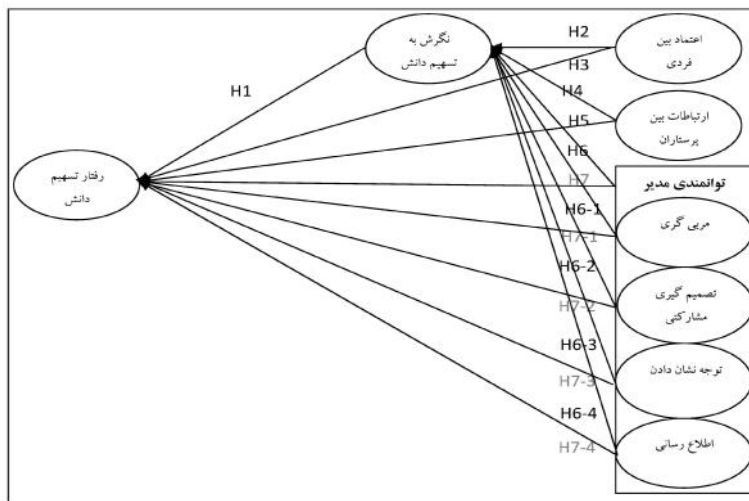 اعتماد بین
فردی
H2
نگرش به
تسهیم دانش
H3
H1
H4
ارتباطات بین
پرستاران
H5
H6
توانمندی مدیر
H7
رفتار تسهیم
دانش
H6-1
مربی گری
H7-1
H6-2
تصمیم گیری
مشارکتی
H7-2
H6-3
توجه نشان دادن
H7-3
H6-4
اطلاع رسانی
H7-4